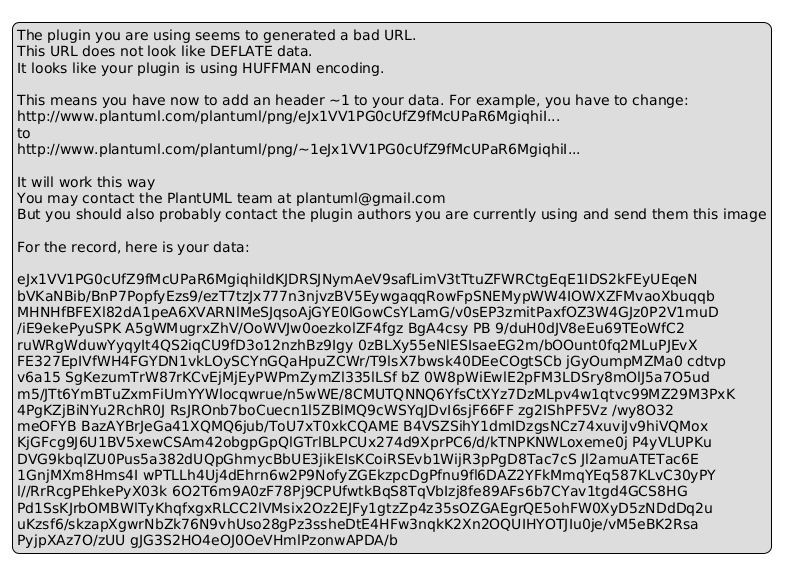 The plugin you are using seems to generated a bad URL.
This URL does not look like DEFLATE data.
It looks like your plugin is using HUFFMAN encoding.
This means you have now to add an header ~1 to your data. For example, you have to change:
http://www.plantuml.com/plantuml/png/eJx1VV1PG0cUfZ9fMcUPaR6MgiqhiI...
to
http://www.plantuml.com/plantuml/png/~1eJx1VV1PG0cUfZ9fMcUPaR6MgiqhiI...
It will work this way
You may contact the PlantUML team at plantuml@gmail.com
But you should also probably contact the plugin authors you are currently using and send them this image
For the record, here is your data:
eJx1VV1PG0cUfZ9fMcUPaR6MgiqhiIdKJDRSJNymAeV9safLimV3tTtuZFWRCtgEqE1IDS2kFEyUEqeN
bVKaNBib/BnP7PopfyEzs9/ezT7tzJx777n3njvzBV5EywgaqqRowFpSNEMypWW4IOWXZFMvaoXbuqqb
MHNHfBFEXl82dA1peA6XVARNlMeSJqsoAjGYE0lGowCsYLamG/v0sEP3zmitPaxfOZ3W4GJz0P2V1muD
/iE9ekePyuSPK A5gWMugrxZhV/OoWVJw0oezkolZF4fgz BgA4csy PB 9/duH0dJV8eEu69TEoWfC2
ruWRgWduwYyqyIt4QS2iqCU9fD3o12nzhBz9Igy 0zBLXy55eNlESIsaeEG2m/bOOunt0fq2MLuPJEvX
FE327EpIVfWH4FGYDN1vkLOySCYnGQaHpuZCWr/T9lsX7bwsk40DEeCOgtSCb jGyOumpMZMa0 cdtvp
v6a15 SgKezumTrW87rKCvEjMjEyPWPmZymZl335lLSf bZ 0W8pWiEwlE2pFM3LDSry8mOlJ5a7O5ud
m5/JTt6YmBTuZxmFiUmYYWlocqwrue/n5wWE/8CMUTQNNQ6YfsCtXYz7DzMLpv4w1qtvc99MZ29M3PxK
4PgKZjBiNYu2RchR0J RsJROnb7boCuecn1l5ZBlMQ9cWSYqJDvI6sjF66FF zg2IShPF5Vz /wy8O32
meOFYB BazAYBrJeGa41XQMQ6jub/ToU7xT0xkCQAME B4VSZSihY1dmIDzgsNCz74xuviJv9hiVQMox
KjGFcg9J6U1BV5xewCSAm42obgpGpQlGTrlBLPCUx274d9XprPC6/d/kTNPKNWLoxeme0j P4yVLUPKu
DVG9kbqIZU0Pus5a382dUQpGhmycBbUE3jikEIsKCoiRSEvb1WijR3pPgD8Tac7cS Jl2amuATETac6E
1GnjMXm8Hms4I wPTLLh4Uj4dEhrn6w2P9NofyZGEkzpcDgPfnu9fl6DAZ2YFkMmqYEq587KLvC30yPY
l//RrRcgPEhkePyX03k 6O2T6m9A0zF78Pj9CPUfwtkBqS8TqVbIzj8fe89AFs6b7CYav1tgd4GCS8HG
Pd1SsKJrbOMBWlTyKhqfxgxRLCC2lVMsix2Oz2EJFy1gtzZp4z35sOZGAEgrQE5ohFW0XyD5zNDdDq2u
uKzsf6/skzapXgwrNbZk76N9vhUso28gPz3ssheDtE4HFw3nqkK2Xn2OQUIHYOTJIu0je/vM5eBK2Rsa
PyjpXAz7O/zUU gJG3S2HO4eOJ0OeVHmlPzonwAPDA/b